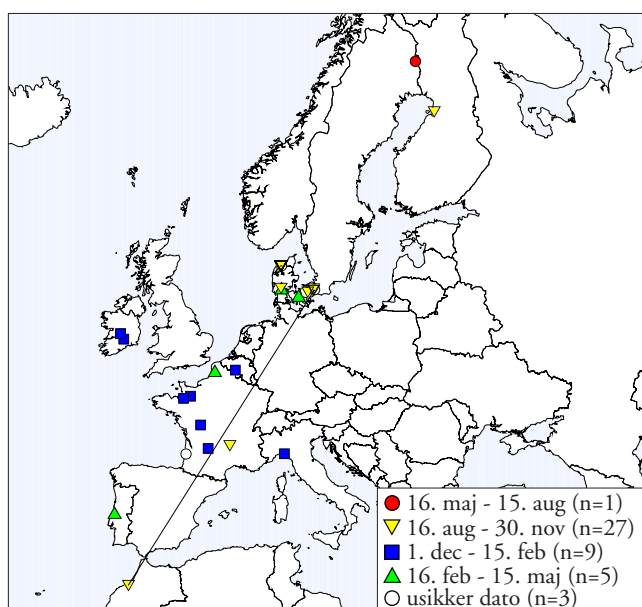 16. maj - 15. aug (n=1)
16. aug - 30. nov (n=27)
1. dec - 15. feb (n=9)
16. feb - 15. maj (n=5)
usikker dato (n=3)